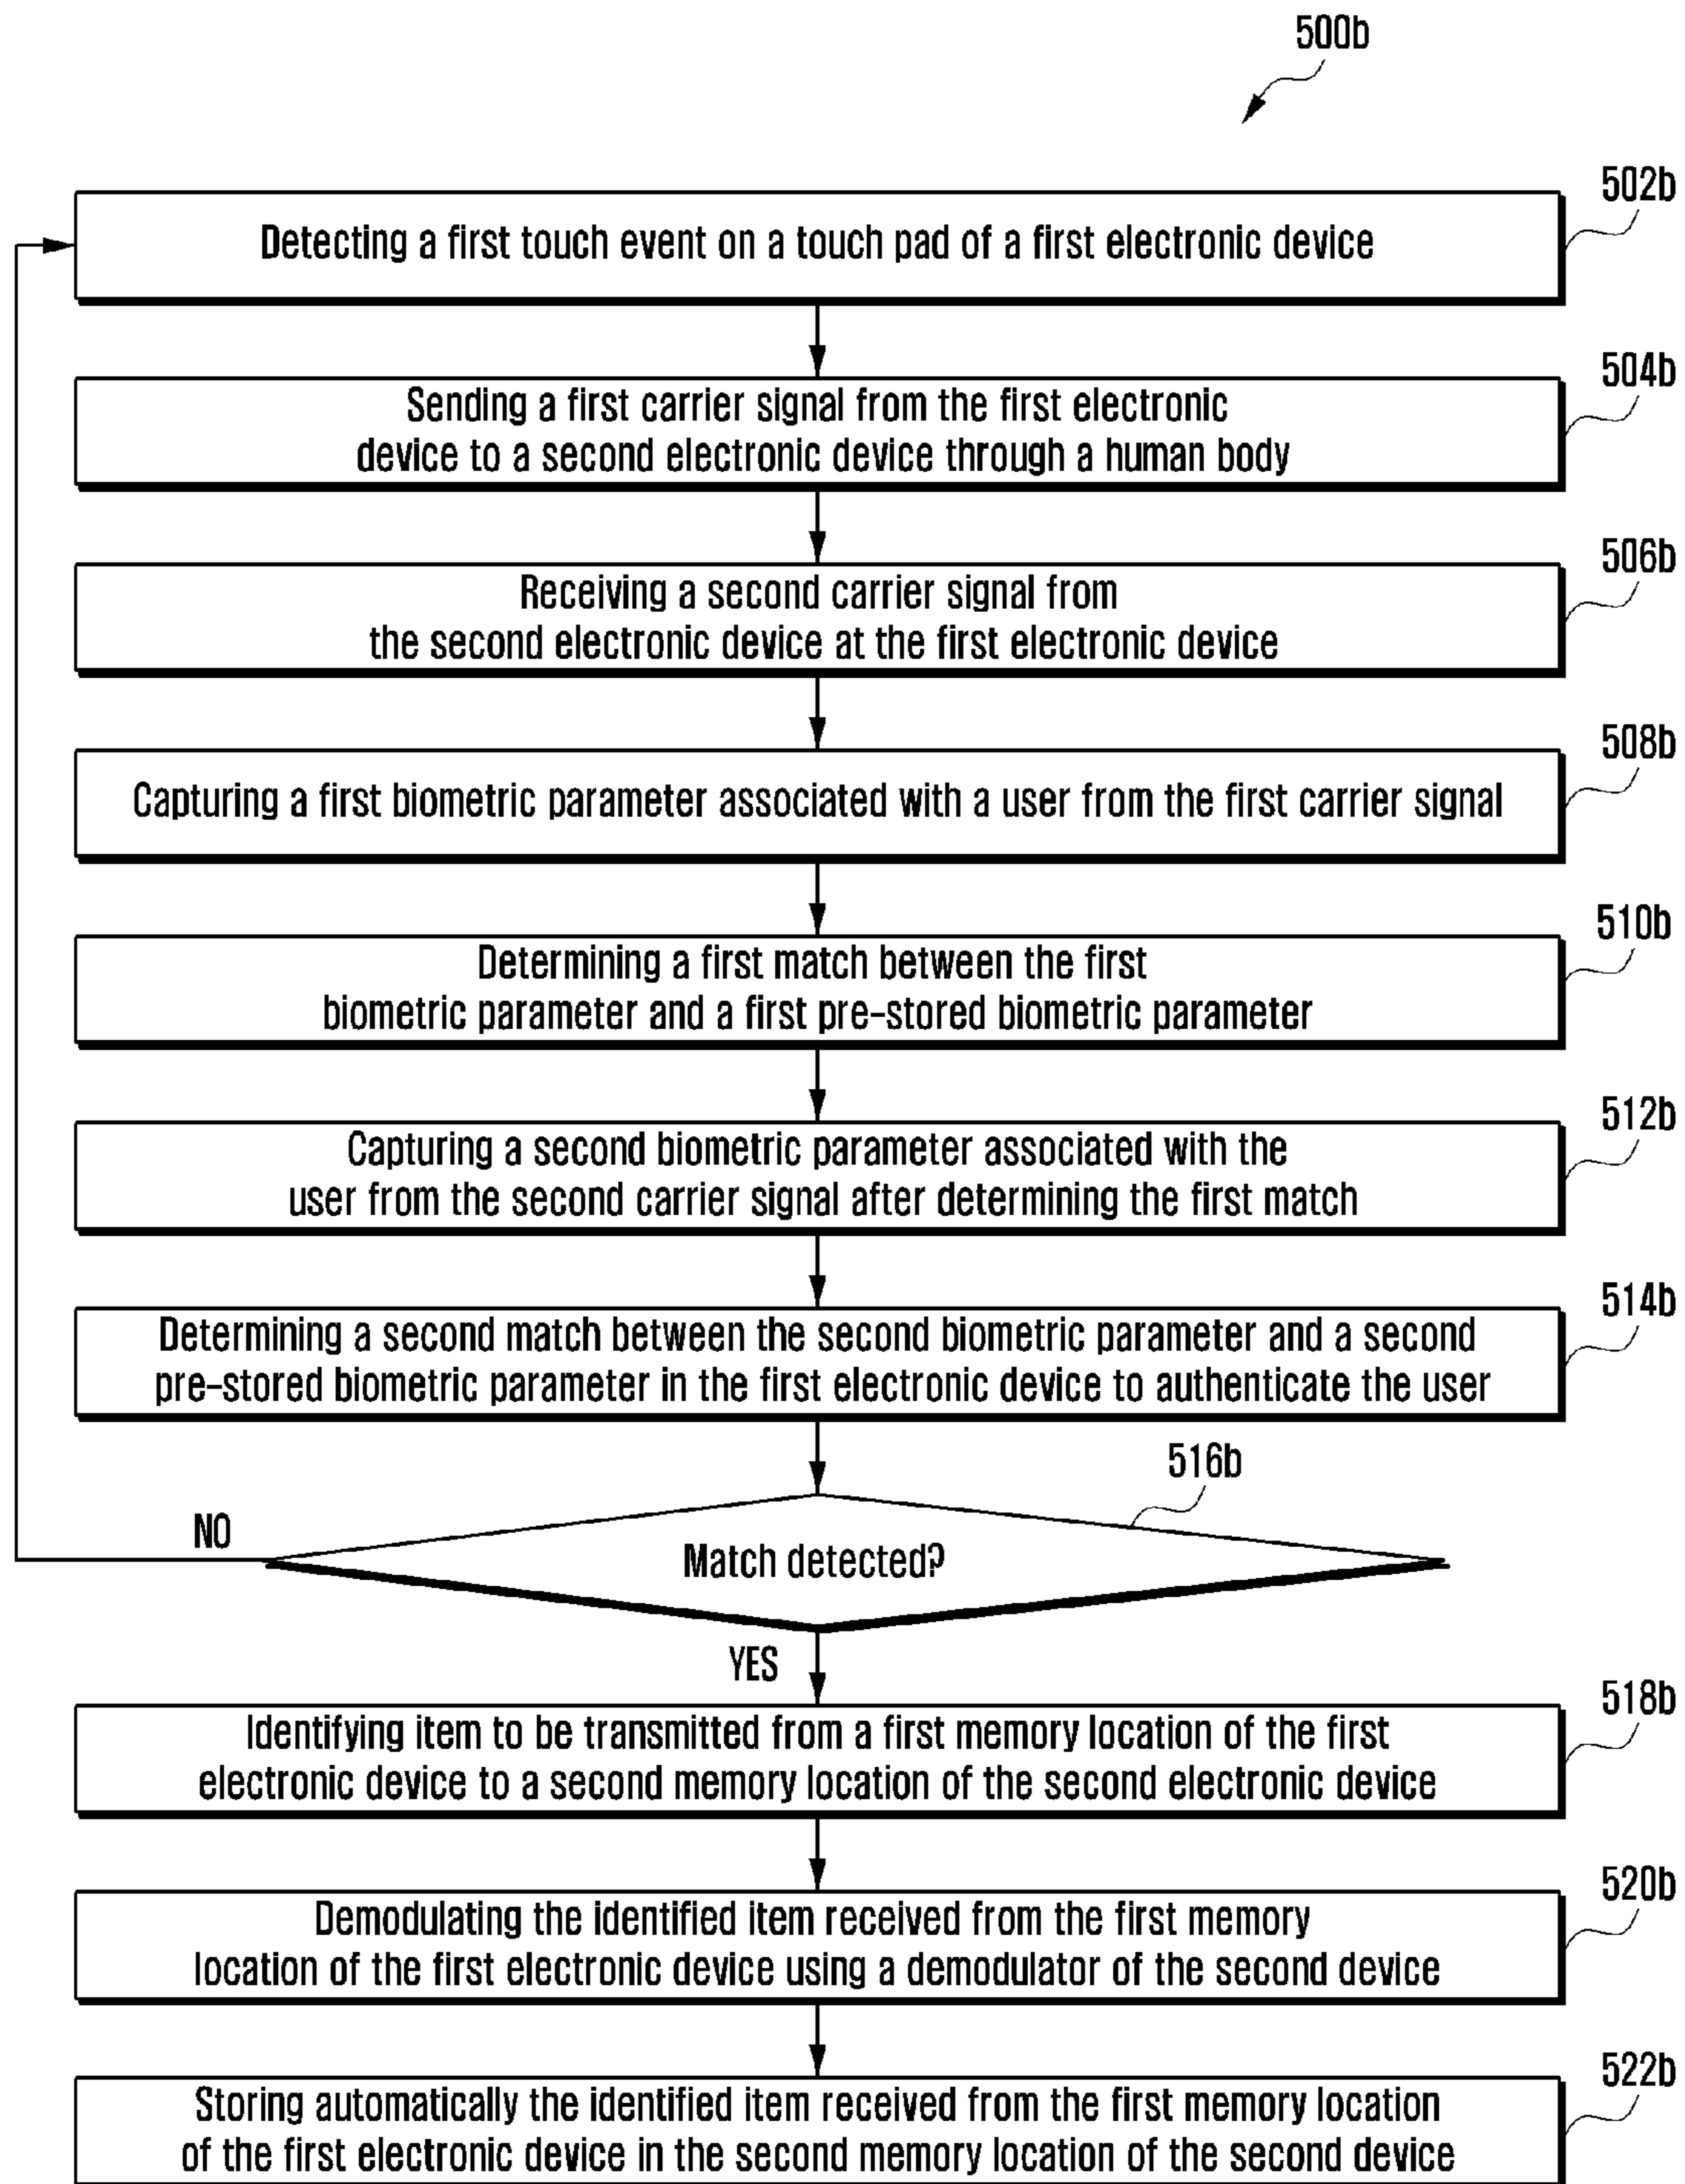 500b
502b
Detecting a first touch event on a touch pad of a first electronic device
504b
Sending a first carrier signal from the first electronic
device to a second electronic device through a human body
506b
Receiving a second carrier signal from
the second electronic device at the first electronic device
508b
Capturing a first biometric parameter associated with a user from the first carrier signal
510b
Determining a first match between the first
biometric parameter and a first pre-stored biometric parameter
512b
Capturing a second biometric parameter associated with the
user from the second carrier signal after determining the first match
514b
Determining a second match between the second biometric parameter and a second
pre-stored biometric parameter in the first electronic device to authenticate the user
516b
NO
Match detected?
YES
518b
Identifying item to be transmitted from a first memory location of the first
electronic device to a second memory location of the second electronic device
520b
Demodulating the identified item received from the first memory
location of the first electronic device using a demodulator of the second device
522b
Storing automatically the identified item received from the first memory location
of the first electronic device in the second memory location of the second device